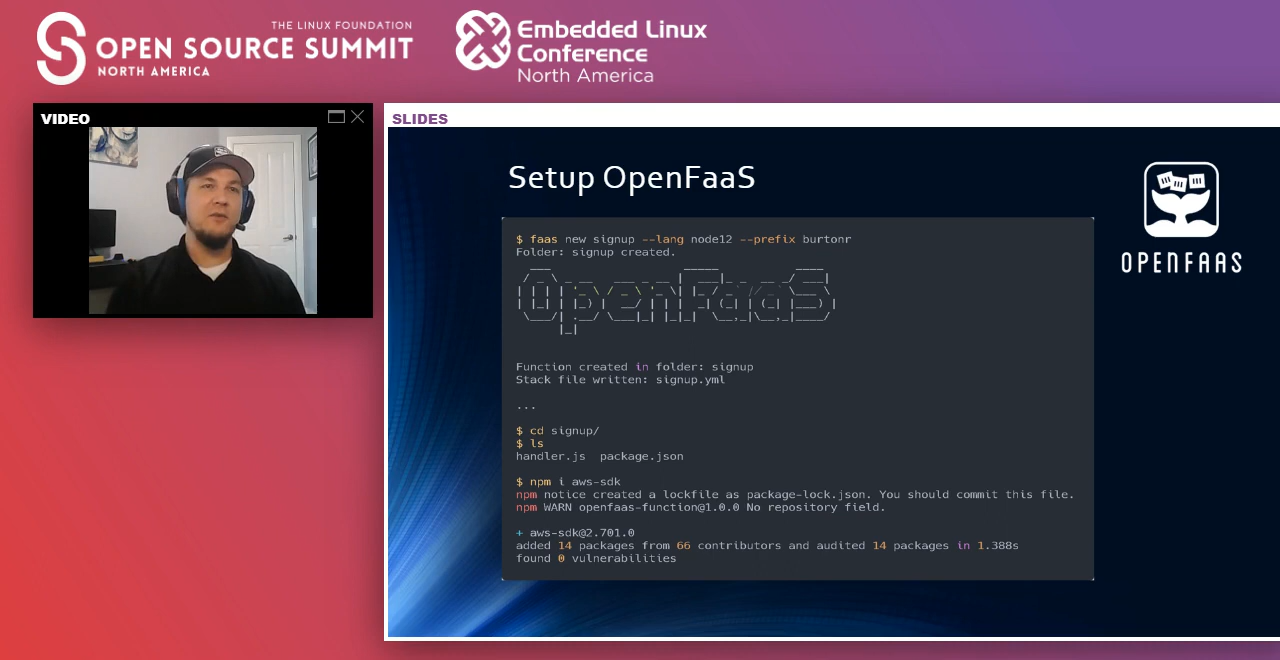 THE LINUX FOUNDATION
OPEN SOURCE SUMMIT
NORTH AMERICA
Embedded Linux
Conference
North America
VIDEO
SLIDES
Setup OpenFaaS
OPENFAAS
$ faas new signup --lang node12 --prefix burtonr
Folder: signup created.
OpenFaaS
Function created in folder: signup
Stack file written: signup.yml
...
$ cd signup/
$ ls
handler.js  package.json
$ npm i aws-sdk
npm notice created a lockfile as package-lock.json. You should commit this file.
npm WARN openfaas-function@1.0.0 No repository field.
+ aws-sdk@2.701.0
added 14 packages from 66 contributors and audited 14 packages in 1.388s
found 0 vulnerabilities